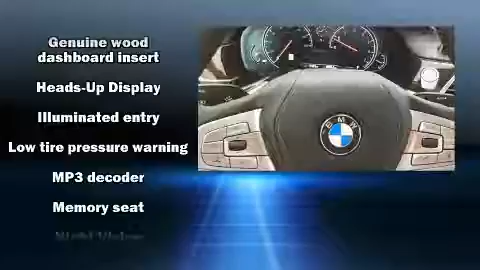 Genuine wood
dashboard insert
Heads-Up Display
Illuminated entry
Low tire pressure warning
MP3 decoder
Memory seat
BMW